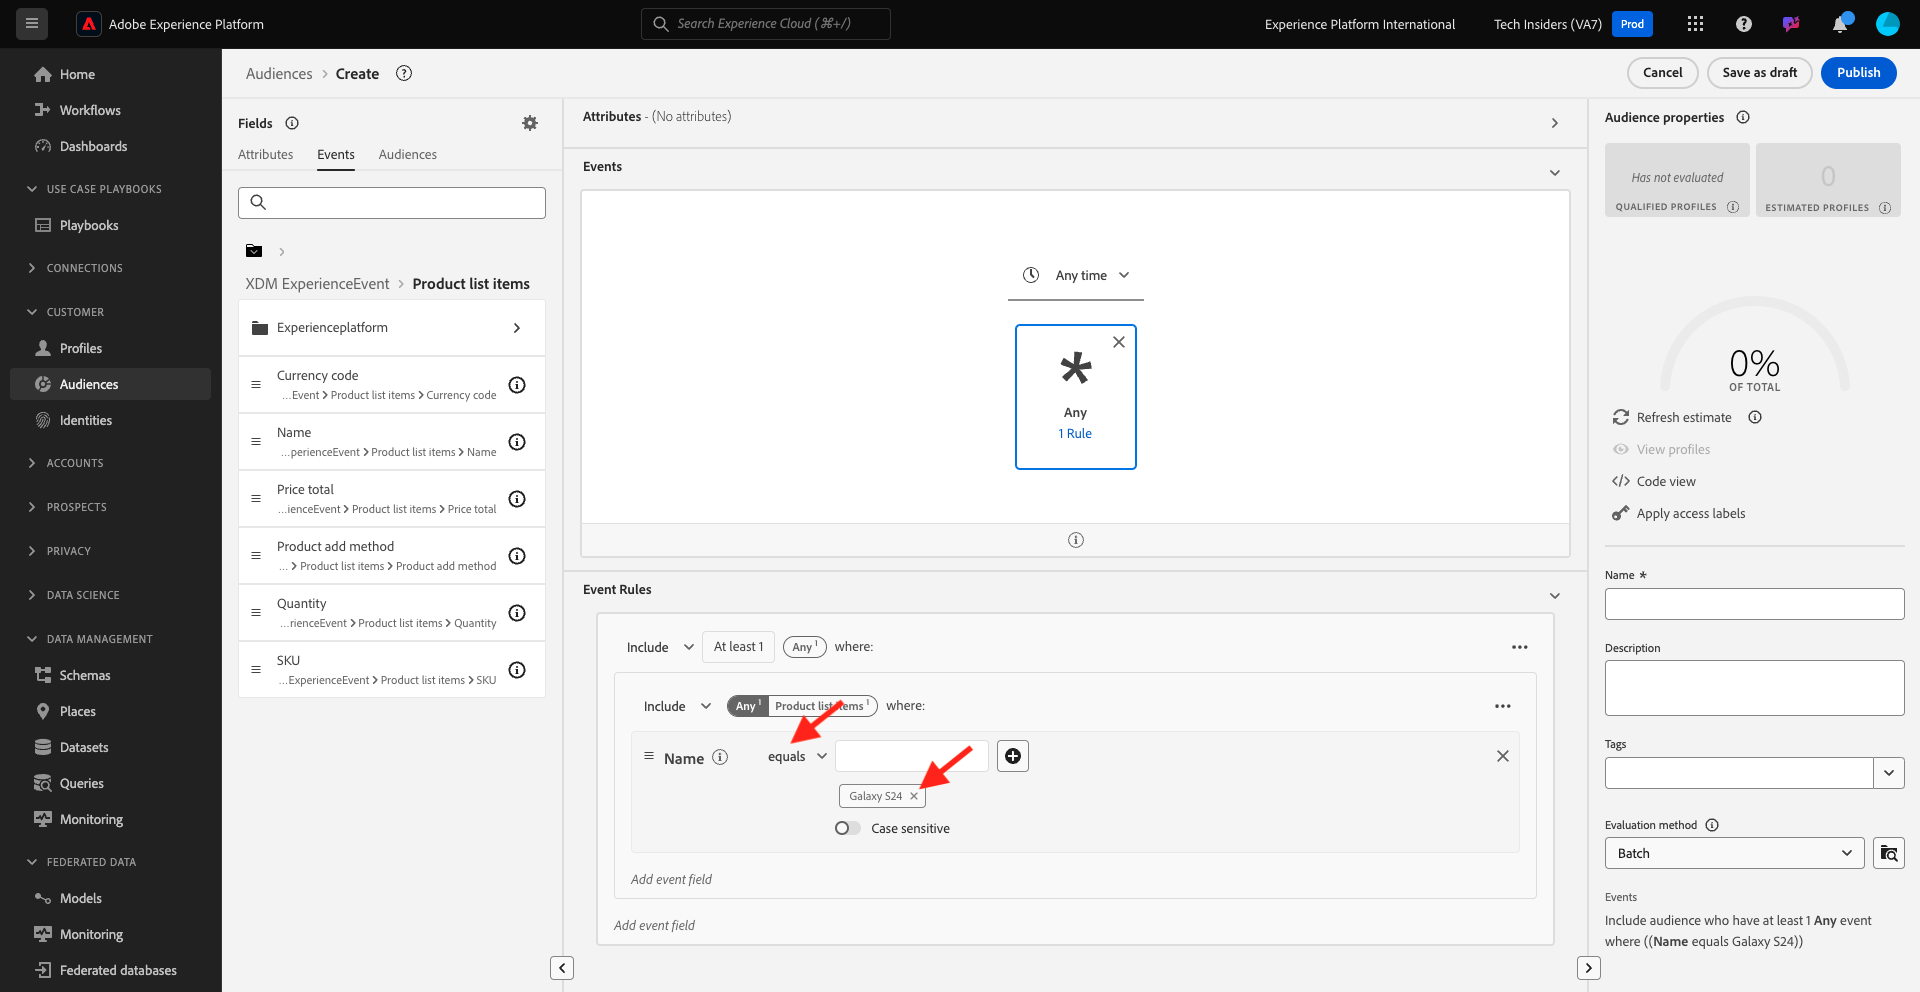 Adobe Experience Platform
Search Experience Cloud (⌘+/)
Experience Platform International
Tech Insiders (VA7)
Prod
Home
Workflows
Dashboards
USE CASE PLAYBOOKS
Playbooks
CONNECTIONS
CUSTOMER
Profiles
Audiences
Identities
ACCOUNTS
PROSPECTS
PRIVACY
DATA SCIENCE
DATA MANAGEMENT
Schemas
Places
Datasets
Queries
Monitoring
FEDERATED DATA
Models
Monitoring
Federated databases
Audiences > Create
Cancel
Save as draft
Publish
Fields
Attributes Events Audiences
XDM ExperienceEvent > Product list items
Experienceplatform
Currency code
...Event > Product list items > Currency code
Name
...perienceEvent > Product list items > Name
Price total
...ienceEvent > Product list items > Price total
Product add method
... > Product list items > Product add method
Quantity
...rienceEvent > Product list items > Quantity
SKU
...ExperienceEvent > Product list items > SKU
Attributes - (No attributes)
Events
Any time
Any
1 Rule
Event Rules
Include At least 1 Any 1 where:
Include Any 1 Product list items 1 where:
Name equals
Galaxy S24
Case sensitive
Add event field
Add event field
Audience properties
Has not evaluated
QUALIFIED PROFILES
0
ESTIMATED PROFILES
0%
OF TOTAL
Refresh estimate
View profiles
Code view
Apply access labels
Name *
Description
Tags
Evaluation method
Batch
Events
Include audience who have at least 1 Any event
where ((Name equals Galaxy S24))